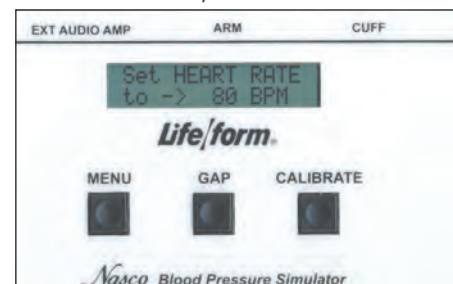 EXT AUDIO AMP ARM CUFF
Set HEART RATE
to -> 80 BPM
Life/form®
MENU GAP CALIBRATE
Nasco Blood Pressure Simulator